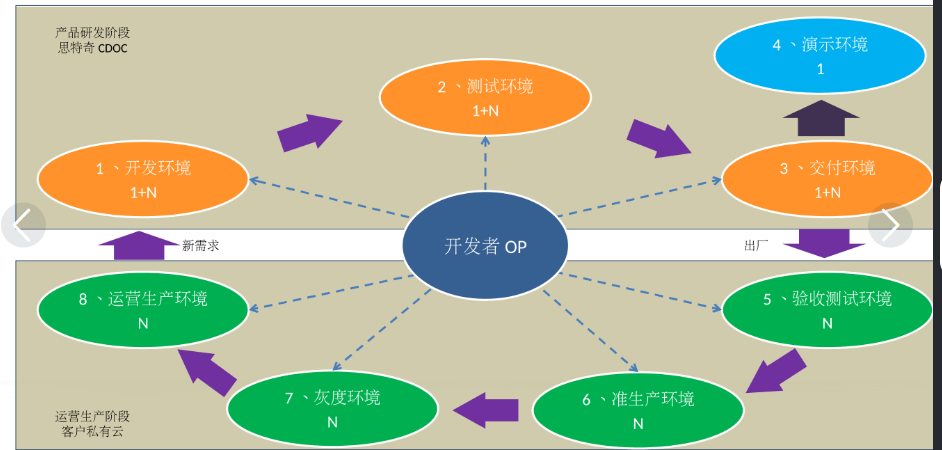 产品研发阶段
思特奇 CDOC
4 、演示环境
1
2 、测试环境
1+N
1 、开发环境
1+N
3 、交付环境
1+N
开发者 OP
新需求
出厂
8 、运营生产环境
N
5 、验收测试环境
N
7 、灰度环境
N
6 、准生产环境
N
运营生产阶段
客户私有云